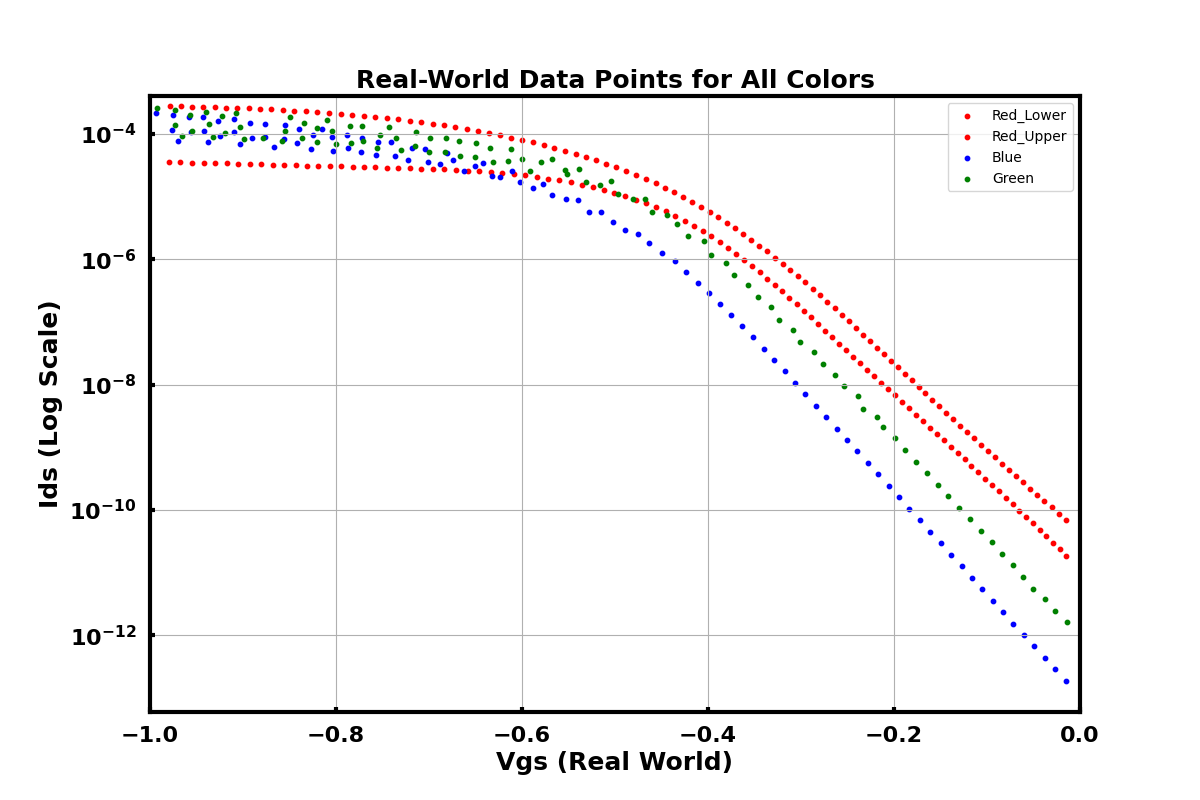 Real-World Data Points for All Colors
Red_Lower
Red_Upper
Blue
Green
Ids (Log Scale)
10⁻⁴
10⁻⁶
10⁻⁸
10⁻¹⁰
10⁻¹²
−1.0 −0.8 −0.6 −0.4 −0.2 0.0
Vgs (Real World)